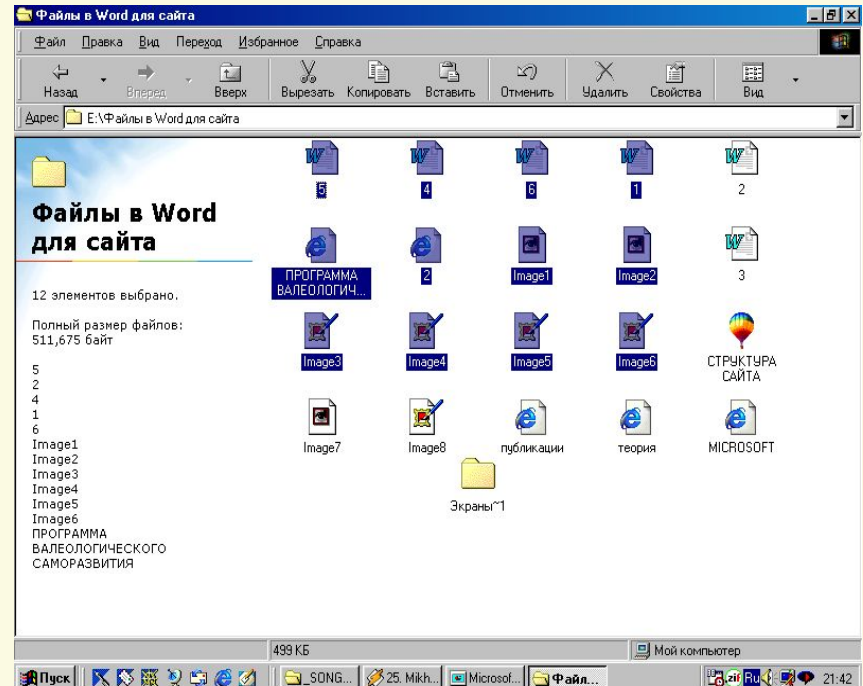 Файлы в Word для сайта
Файл Правка Вид Переход Избранное Справка
Назад Вперед Вверх Вырезать Копировать Вставить Отменить Удалить Свойства Вид
Адрес E:\Файлы в Word для сайта
Файлы в Word
для сайта
12 элементов выбрано.
Полный размер файлов:
511,675 байт
5
2
4
1
6
Image1
Image2
Image3
Image4
Image5
Image6
ПРОГРАММА
ВАЛЕОЛОГИЧЕСКОГО
САМОРАЗВИТИЯ
5 4 6 1 2
ПРОГРАММА
ВАЛЕОЛОГИЧ...
2 Image1 Image2 3
Image3 Image4 Image5 Image6 СТРУКТУРА
САЙТА
Image7 Image8 публикации теория MICROSOFT
Экраны~1
499 КБ Мой компьютер
Пуск _SONG... 25. Mikh... Microsof... Файл... zif Ru 21:42